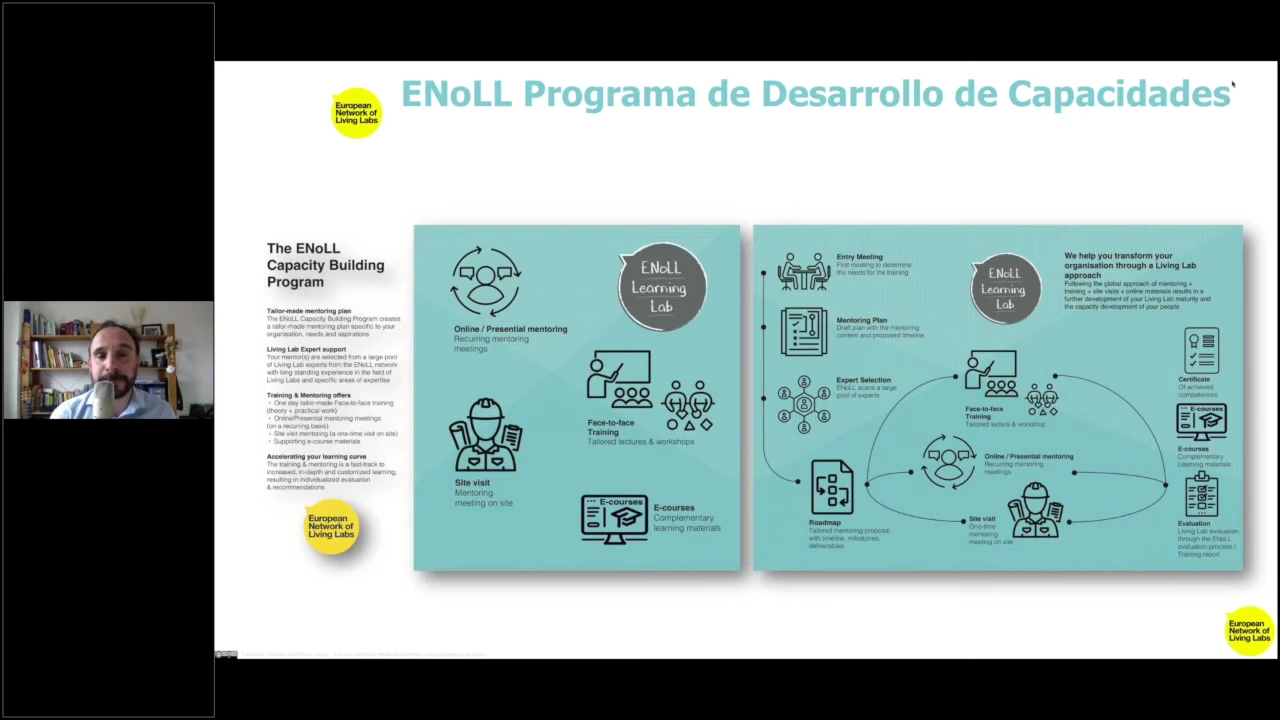 ENoLL Programa de Desarrollo de Capacidades
European
Network of
Living Labs
The ENoLL
Capacity Building
Program
Tailor-made mentoring plan
The ENoLL Capacity Building Program creates
a tailor-made mentoring plan specific to your
organisation, needs and aspirations
Living Lab Expert support
Your mentor(s) are selected from a large pool
of Living Lab experts from the ENoLL network
with long standing experience in the field of
Living Labs and specific areas of expertise
Training & Mentoring offers
• One day tailor-made Face-to-face training
(theory + practical work)
• Online/Presential mentoring meetings
(on a recurring basis)
• Site visit mentoring (a one-time visit on site)
• Supporting e-course materials
Accelerating your learning curve
The training & mentoring is a fast-track to
increased, in-depth and customized learning,
resulting in individualized evaluation
& recommendations
European
Network of
Living Labs
ENoLL
Learning
Lab
Online / Presential mentoring
Recurring mentoring
meetings
Face-to-face
Training
Tailored lectures & workshops
Site visit
Mentoring
meeting on site
E-courses
E-courses
Complementary
learning materials
Entry Meeting
First meeting to determine
the needs for the training
Mentoring Plan
Draft plan with the mentoring
content and proposed timeline
Expert Selection
ENoLL scans a large
pool of experts
Roadmap
Tailored mentoring proposal
with timeline, milestones,
deliverables
ENoLL
Learning
Lab
We help you transform your
organisation through a Living Lab
approach
Following the global approach of mentoring +
training + site visits + online materials results in a
further development of your Living Lab maturity and
the capacity development of your people
Face-to-face
Training
Tailored lecture & workshop
Online / Presential mentoring
Recurring mentoring
meetings
Site visit
One-time
mentoring
meeting on site
Certificate
Of achieved
competences
E-courses
E-courses
Complementary
Learning materials
Evaluation
Living Lab evaluation
through the ENoLL
evaluation process /
Training report
European
Network of
Living Labs